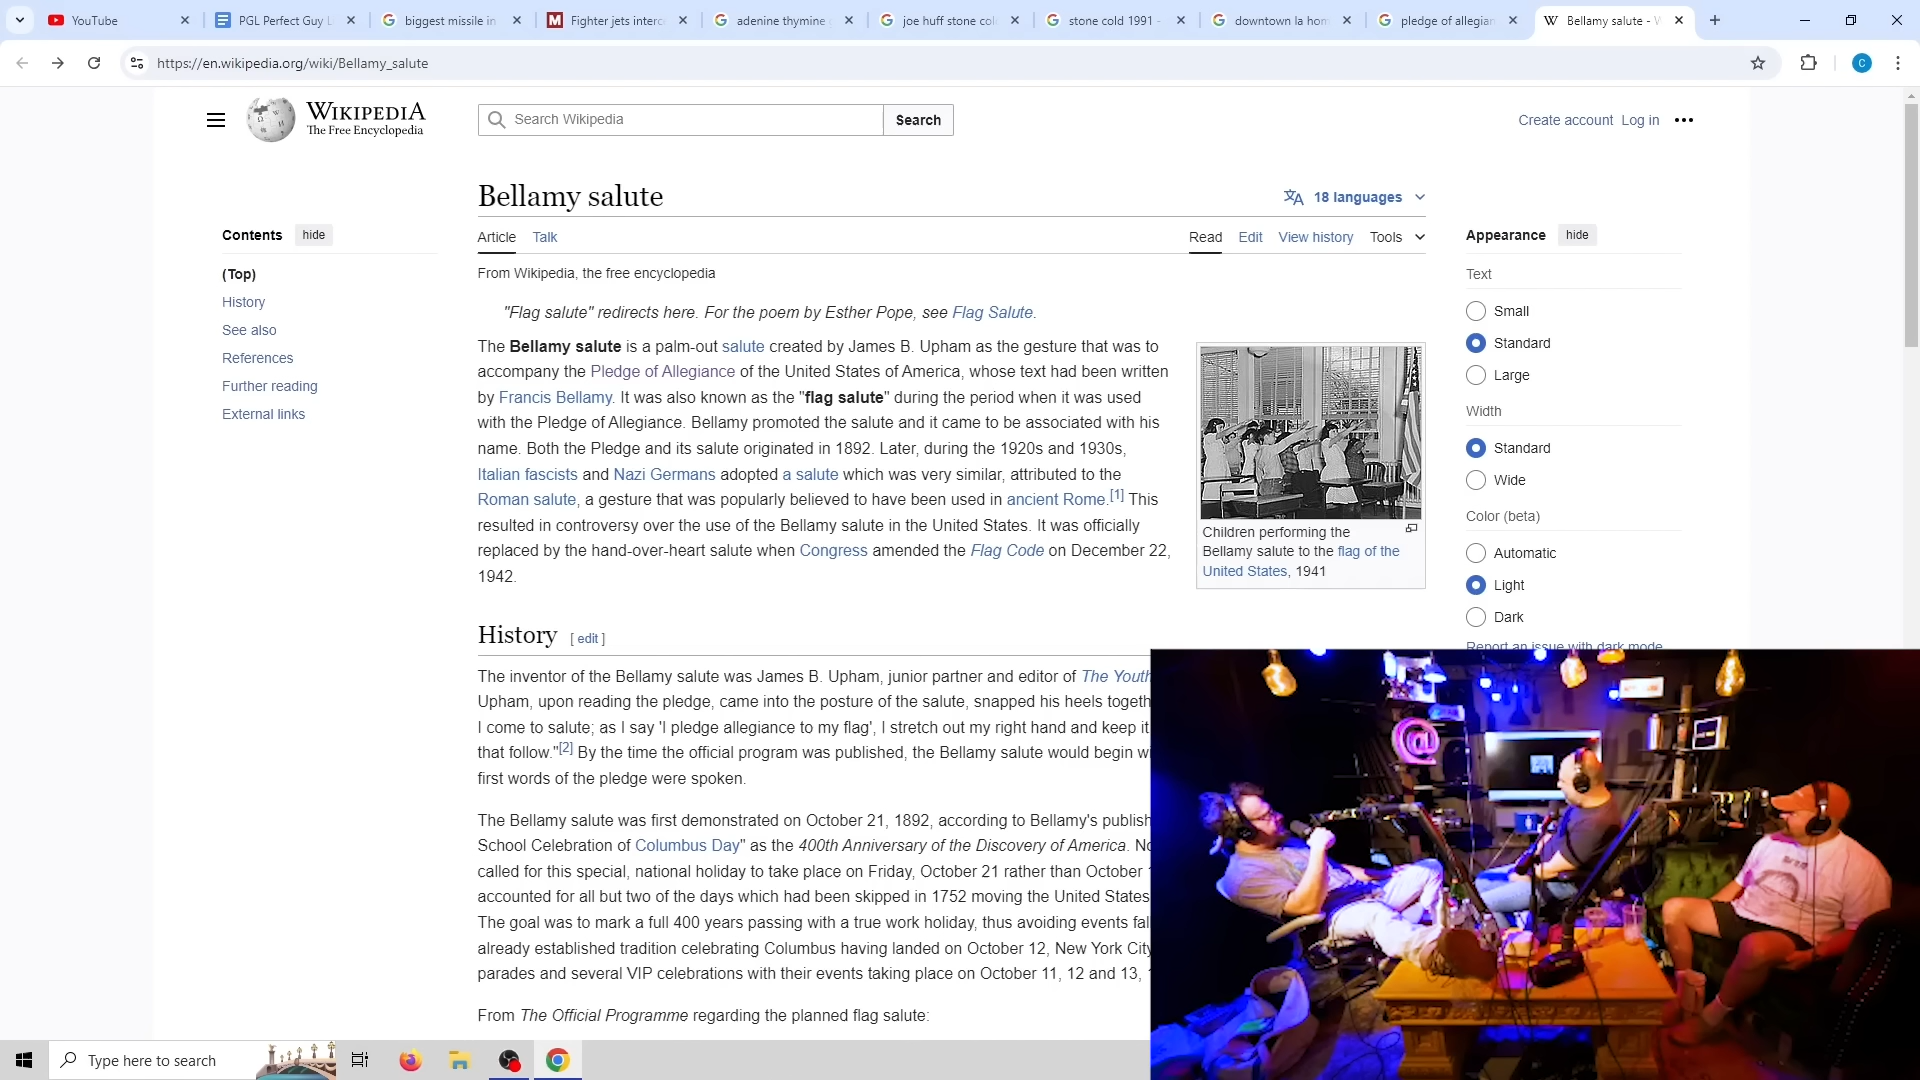 YouTube
PGL Perfect Guy L
biggest missile in
Fighter jets interc
adenine thymine
joe huff stone col
stone cold 1991 -
downtown la hom
pledge of allegian
Bellamy salute - W
https://en.wikipedia.org/wiki/Bellamy_salute
C
WIKIPEDIA
The Free Encyclopedia
Search Wikipedia
Search
Create account
Log in
Bellamy salute
18 languages
Contents
hide
(Top)
History
See also
References
Further reading
External links
Article
Talk
Read
Edit
View history
Tools
From Wikipedia, the free encyclopedia
"Flag salute" redirects here. For the poem by Esther Pope, see Flag Salute.
The Bellamy salute is a palm-out salute created by James B. Upham as the gesture that was to
accompany the Pledge of Allegiance of the United States of America, whose text had been written
by Francis Bellamy. It was also known as the "flag salute" during the period when it was used
with the Pledge of Allegiance. Bellamy promoted the salute and it came to be associated with his
name. Both the Pledge and its salute originated in 1892. Later, during the 1920s and 1930s,
Italian fascists and Nazi Germans adopted a salute which was very similar, attributed to the
Roman salute, a gesture that was popularly believed to have been used in ancient Rome.[1] This
resulted in controversy over the use of the Bellamy salute in the United States. It was officially
replaced by the hand-over-heart salute when Congress amended the Flag Code on December 22,
1942.
Children performing the
Bellamy salute to the flag of the
United States, 1941
Appearance
hide
Text
Small
Standard
Large
Width
Standard
Wide
Color (beta)
Automatic
Light
Dark
Report an issue with dark mode
History [ edit ]
The inventor of the Bellamy salute was James B. Upham, junior partner and editor of The Youth
Upham, upon reading the pledge, came into the posture of the salute, snapped his heels togeth
I come to salute; as I say 'I pledge allegiance to my flag', I stretch out my right hand and keep it
that follow."[2] By the time the official program was published, the Bellamy salute would begin wi
first words of the pledge were spoken.
The Bellamy salute was first demonstrated on October 21, 1892, according to Bellamy's publish
School Celebration of Columbus Day" as the 400th Anniversary of the Discovery of America. No
called for this special, national holiday to take place on Friday, October 21 rather than October
accounted for all but two of the days which had been skipped in 1752 moving the United States
The goal was to mark a full 400 years passing with a true work holiday, thus avoiding events fal
already established tradition celebrating Columbus having landed on October 12, New York City
parades and several VIP celebrations with their events taking place on October 11, 12 and 13,
From The Official Programme regarding the planned flag salute:
Type here to search
@